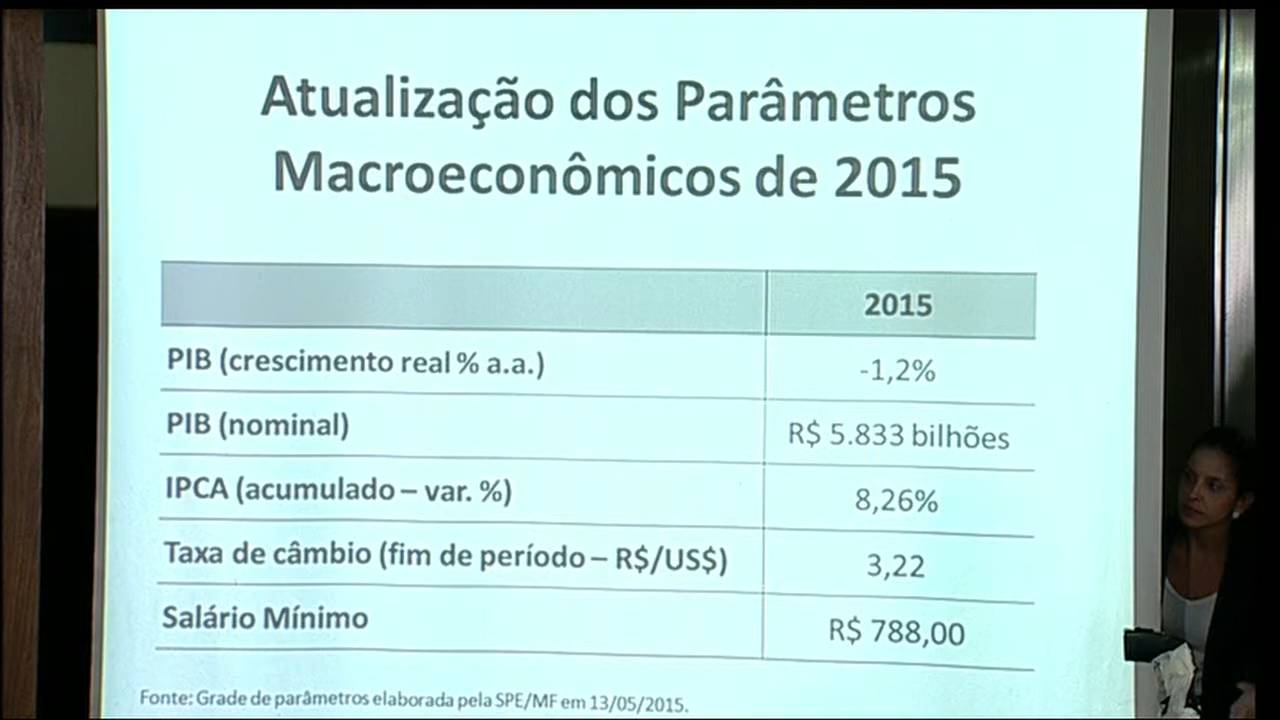 Atualização dos Parâmetros
Macroeconômicos de 2015
2015
PIB (crescimento real % a.a.) -1,2%
PIB (nominal) R$ 5.833 bilhões
IPCA (acumulado – var. %) 8,26%
Taxa de câmbio (fim de período – R$/US$) 3,22
Salário Mínimo R$ 788,00
Fonte: Grade de parâmetros elaborada pela SPE/MF em 13/05/2015.